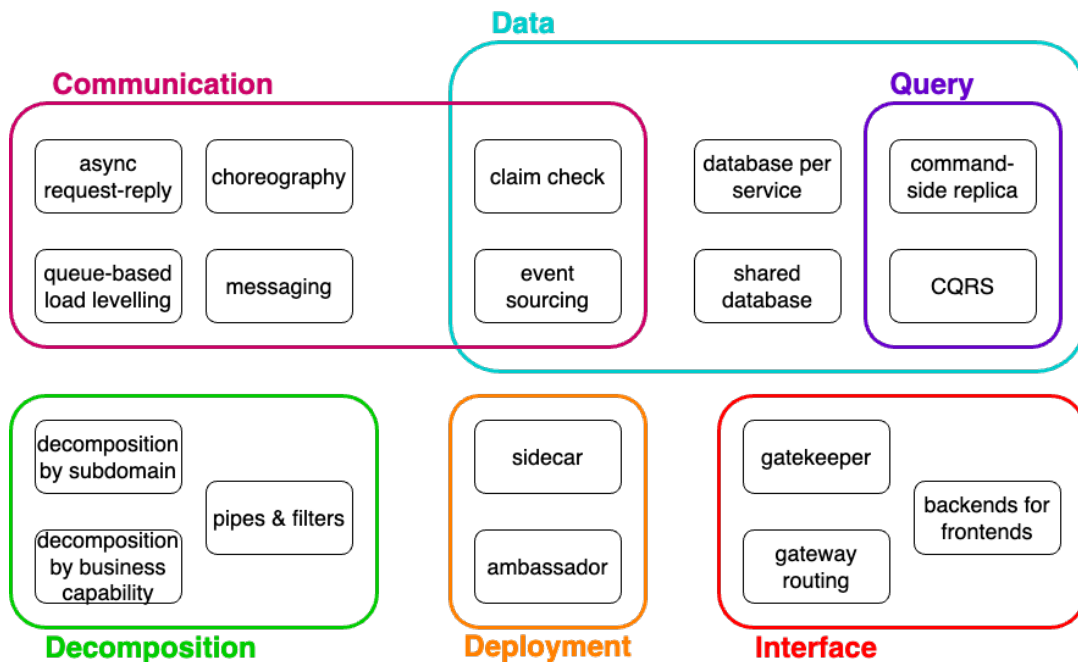 Data
Communication
Query
async
request-reply
choreography
claim check
database per
service
command-
side replica
queue-based
load levelling
messaging
event
sourcing
shared
database
CQRS
decomposition
by subdomain
pipes & filters
decomposition
by business
capability
sidecar
ambassador
gatekeeper
backends for
frontends
gateway
routing
Decomposition
Deployment
Interface